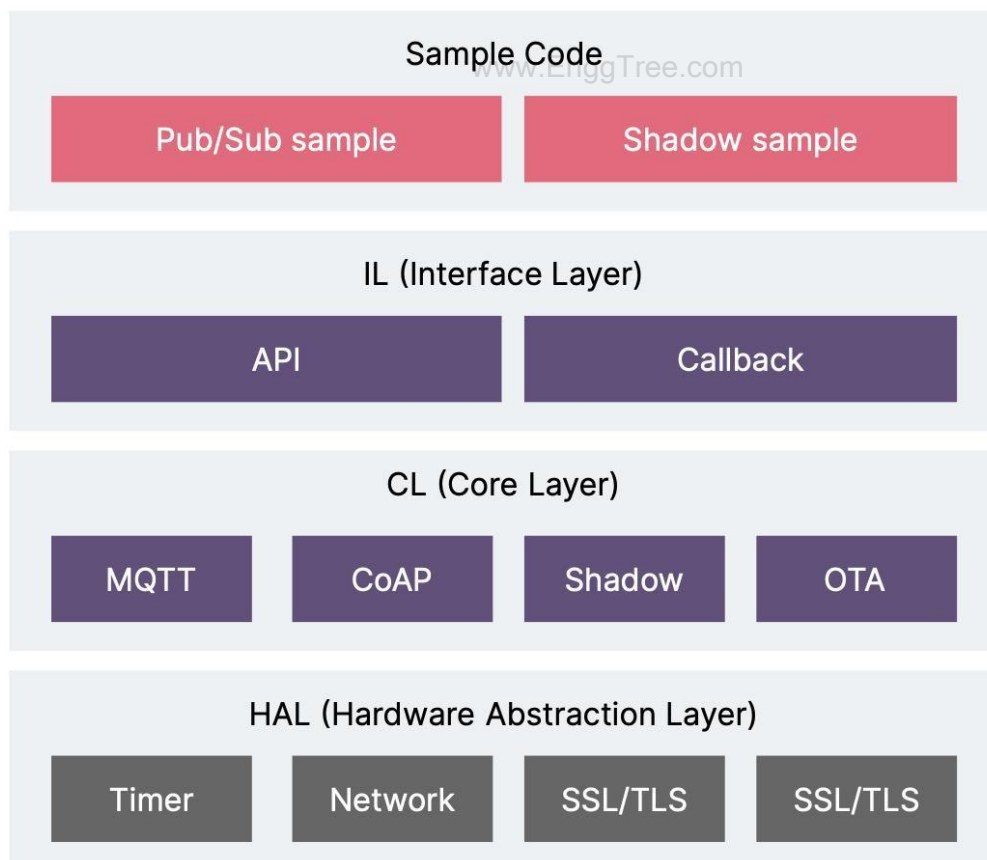 Sample Code
www.EnggTree.com
Pub/Sub sample
Shadow sample
IL (Interface Layer)
API
Callback
CL (Core Layer)
MQTT
CoAP
Shadow
OTA
HAL (Hardware Abstraction Layer)
Timer
Network
SSL/TLS
SSL/TLS